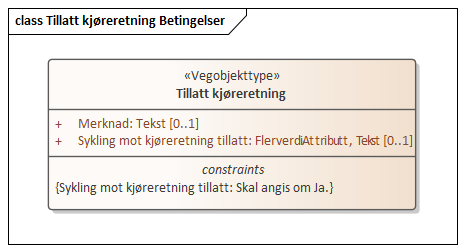 class Tillatt kjøreretning Betingelser
«Vegobjekttype»
Tillatt kjøreretning
+ Merknad: Tekst [0..1]
+ Sykling mot kjøreretning tillatt: FlerverdiAttributt, Tekst [0..1]
constraints
{Sykling mot kjøreretning tillatt: Skal angis om Ja.}